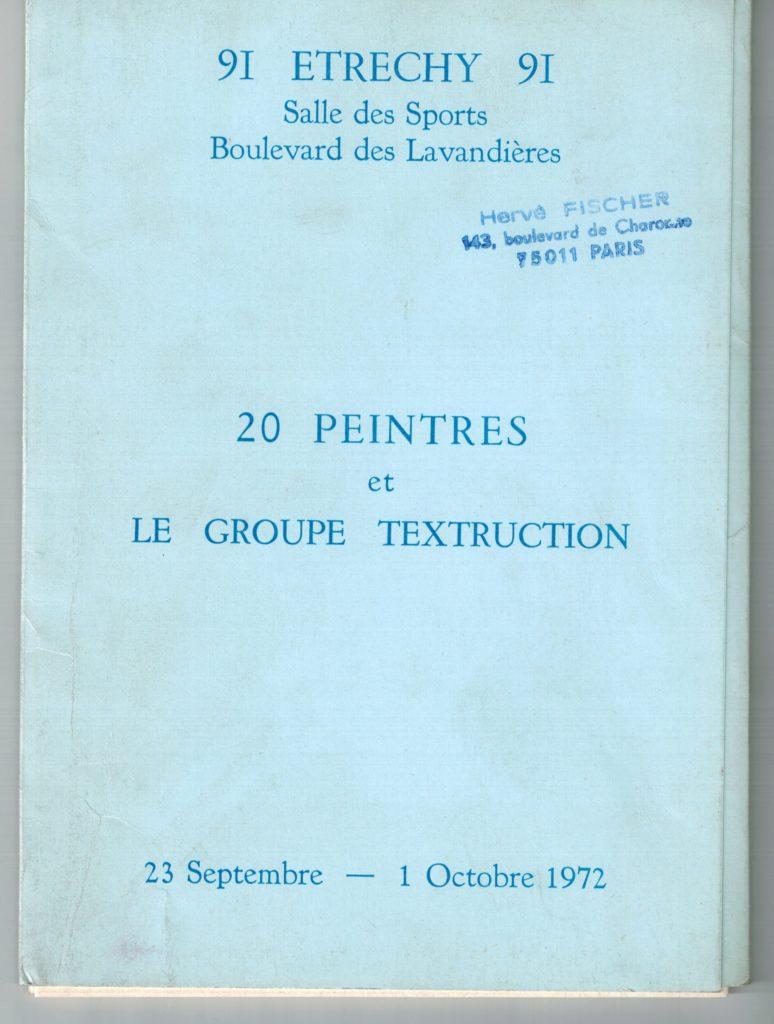 91 ETRECHY 91
Salle des Sports
Boulevard des Lavandières
Hervé FISCHER
143, boulevard de
75011 PARIS
20 PEINTRES
et
LE GROUPE TEXTRUCTION
23 Septembre — 1 Octobre 1972